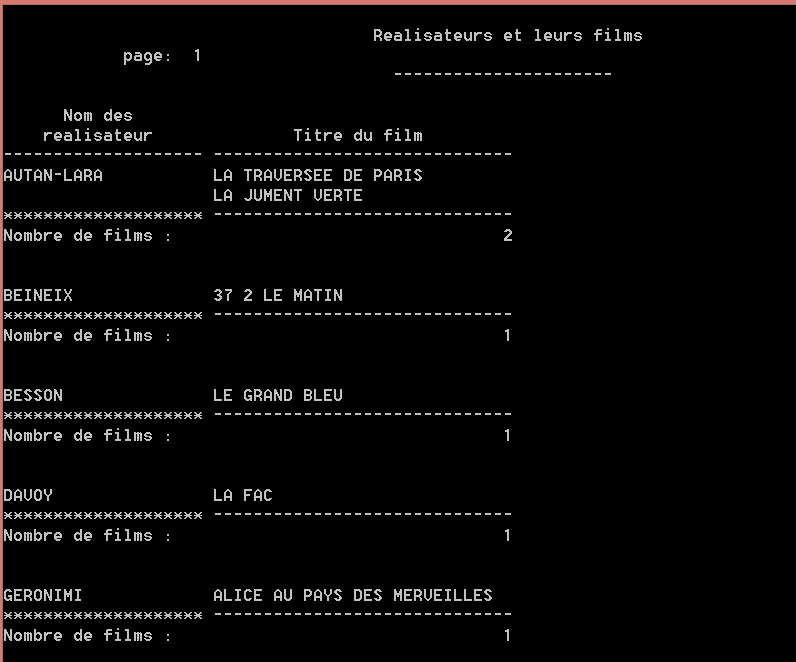 Realisateurs et leurs films
page:  1
----------------------
Nom des
realisateur Titre du film
-------------------- ------------------------------
AUTAN-LARA LA TRAVERSEE DE PARIS
LA JUMENT VERTE
******************** ------------------------------
Nombre de films : 2
BEINEIX 37 2 LE MATIN
******************** ------------------------------
Nombre de films : 1
BESSON LE GRAND BLEU
******************** ------------------------------
Nombre de films : 1
DAVOY LA FAC
******************** ------------------------------
Nombre de films : 1
GERONIMI ALICE AU PAYS DES MERVEILLES
******************** ------------------------------
Nombre de films : 1